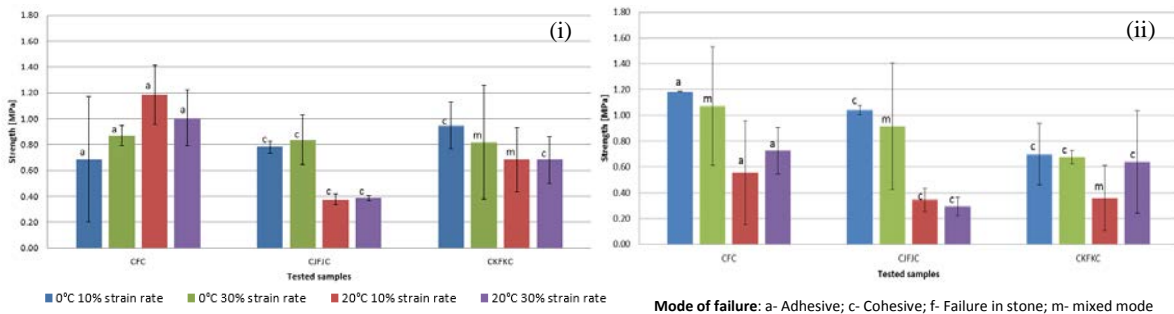 (i)
1.80
1.60
1.40
1.20
1.00
0.80
0.60
0.40
0.20
0.00
Strength [MPa]
a a a a
c c c c
c m m c
CFC CJFJC CKFKC
Tested samples
0ºC 10% strain rate 0ºC 30% strain rate 20ºC 10% strain rate 20ºC 30% strain rate
(ii)
1.80
1.60
1.40
1.20
1.00
0.80
0.60
0.40
0.20
0.00
Strength [MPa]
a m a a
c m c c
c c m c
CFC CJFJC CKFKC
Tested samples
Mode of failure: a- Adhesive; c- Cohesive; f- Failure in stone; m- mixed mode